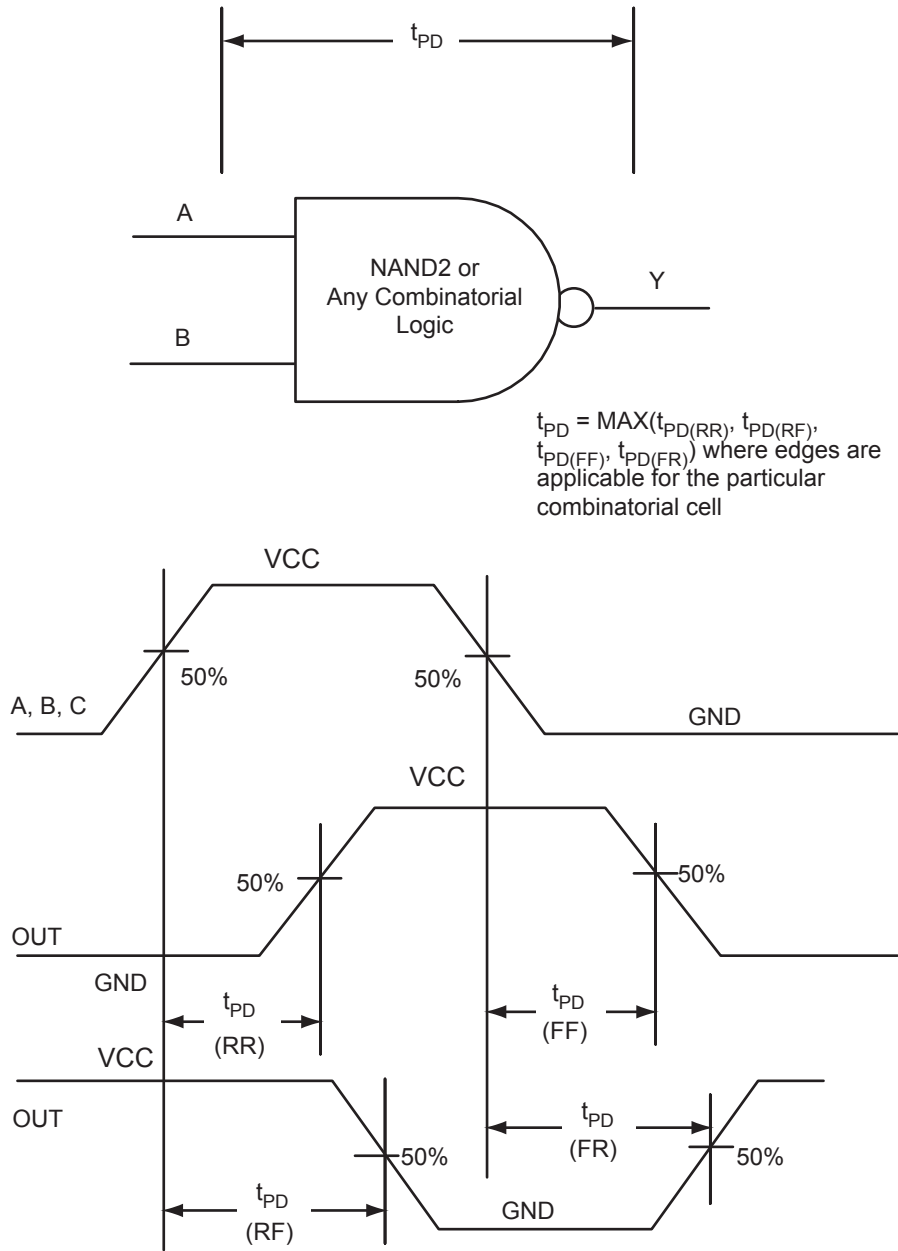 tPD
A
NAND2 or
Any Combinatorial
Logic
B
Y
tPD = MAX(tPD(RR), tPD(RF),
tPD(FF), tPD(FR)) where edges are
applicable for the particular
combinatorial cell
VCC
50%
50%
A, B, C
GND
VCC
50%
50%
OUT
GND
tPD
(RR)
tPD
(FF)
VCC
OUT
tPD
(FR)
50%
50%
tPD
(RF)
GND